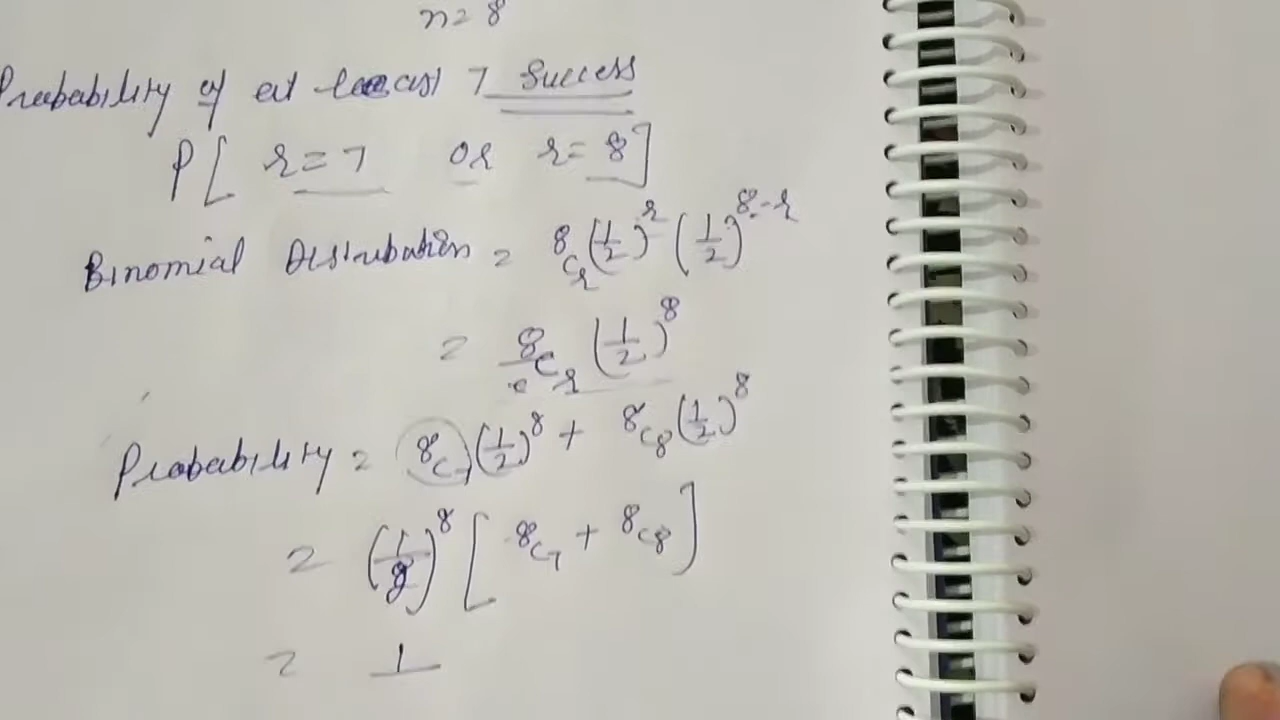 n = 8
Probability of at least 7 Success
P[ r = 7 or r = 8 ]
Binomial Distribution = 8Cr (1/2)^r (1/2)^8-r
= 8Cr (1/2)^8
Probability = 8C7 (1/2)^8 + 8C8 (1/2)^8
= (1/2)^8 [ 8C7 + 8C8 ]
= 1